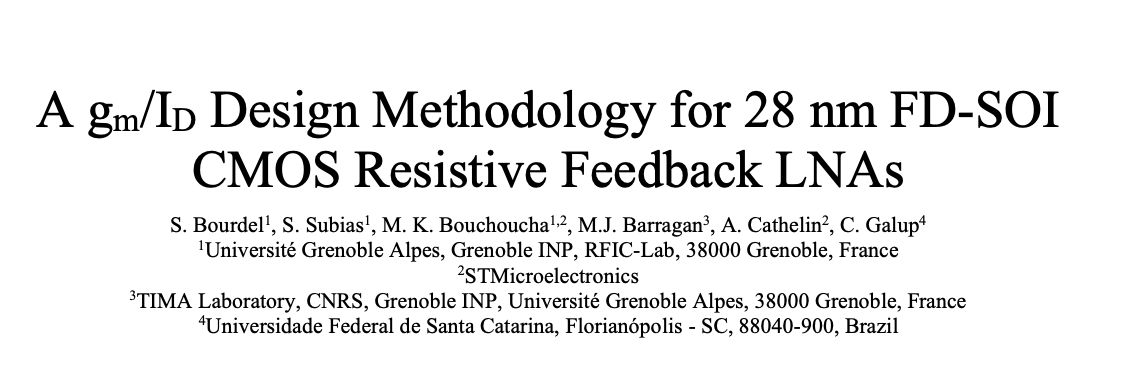 A gm/ID Design Methodology for 28 nm FD-SOI
CMOS Resistive Feedback LNAs
S. Bourdel¹, S. Subias¹, M. K. Bouchoucha¹,², M.J. Barragan³, A. Cathelin², C. Galup⁴
¹Université Grenoble Alpes, Grenoble INP, RFIC-Lab, 38000 Grenoble, France
²STMicroelectronics
³TIMA Laboratory, CNRS, Grenoble INP, Université Grenoble Alpes, 38000 Grenoble, France
⁴Universidade Federal de Santa Catarina, Florianópolis - SC, 88040-900, Brazil